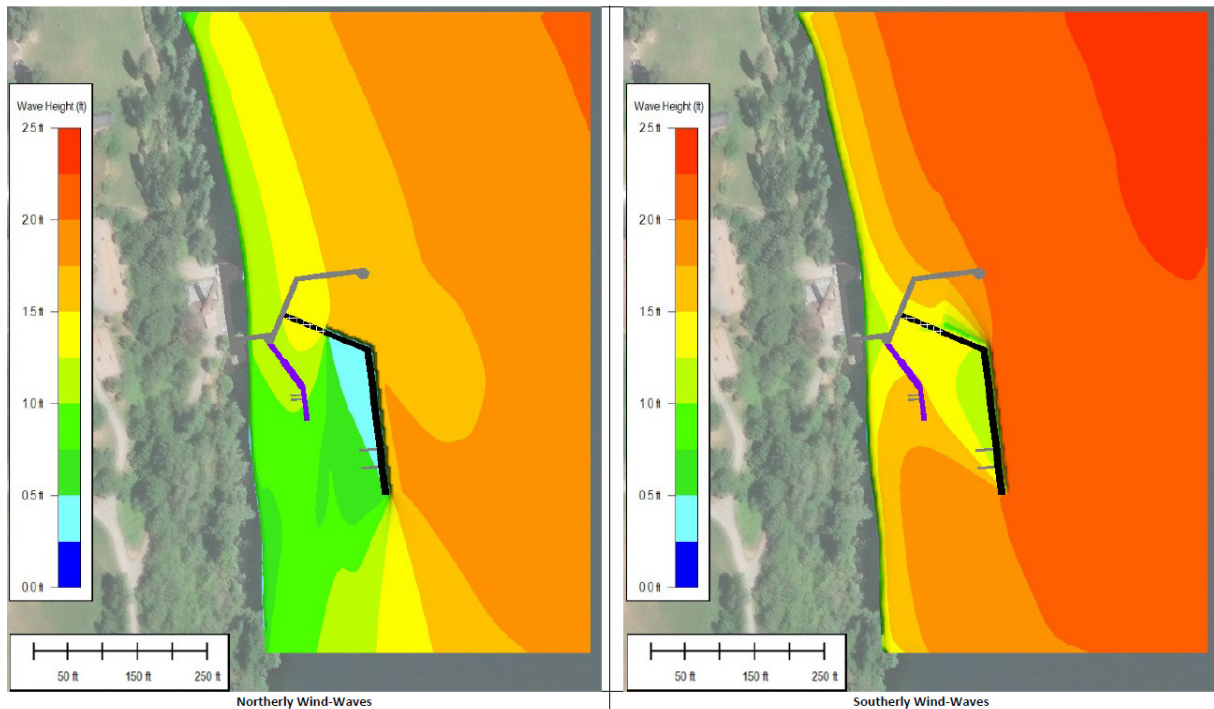 Wave Height (ft)
2.5 ft
2.0 ft
1.5 ft
1.0 ft
0.5 ft
0.0 ft
50 ft 150 ft 250 ft
Northerly Wind-Waves
Wave Height (ft)
2.5 ft
2.0 ft
1.5 ft
1.0 ft
0.5 ft
0.0 ft
50 ft 150 ft 250 ft
Southerly Wind-Waves